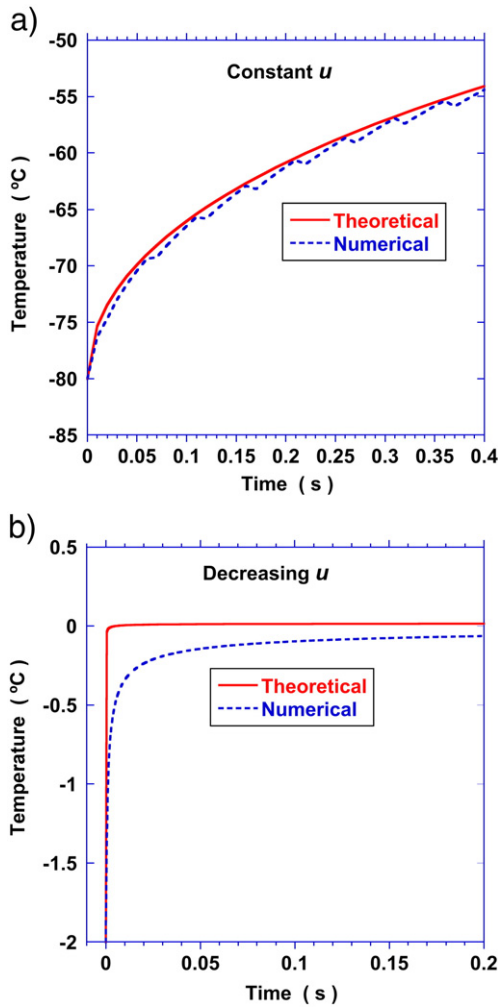 a)
-50
-55
-60
-65
-70
-75
-80
-85
Temperature ( ºC )
Constant u
Theoretical
Numerical
0 0.05 0.1 0.15 0.2 0.25 0.3 0.35 0.4
Time ( s )
b)
0.5
0
-0.5
-1
-1.5
-2
Temperature ( ºC )
Decreasing u
Theoretical
Numerical
0 0.05 0.1 0.15 0.2
Time ( s )